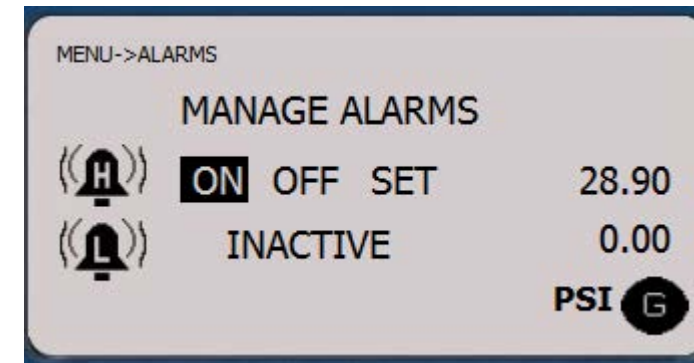 MENU->ALARMS
MANAGE ALARMS
H ON OFF SET 28.90
L INACTIVE 0.00
PSI G